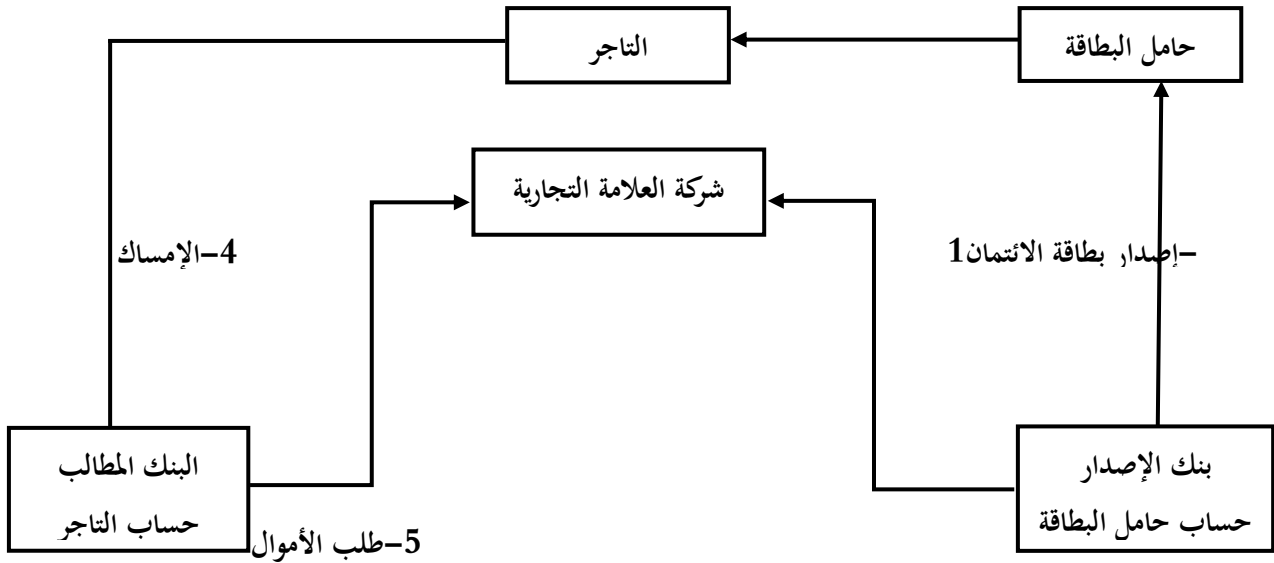 حامل البطاقة
التاجر
شركة العلامة التجارية
–إصدار بطاقة الائتمان1
4–الإمساك
بنك الإصدار
حساب حامل البطاقة
البنك المطالب
حساب التاجر
5–طلب الأموال